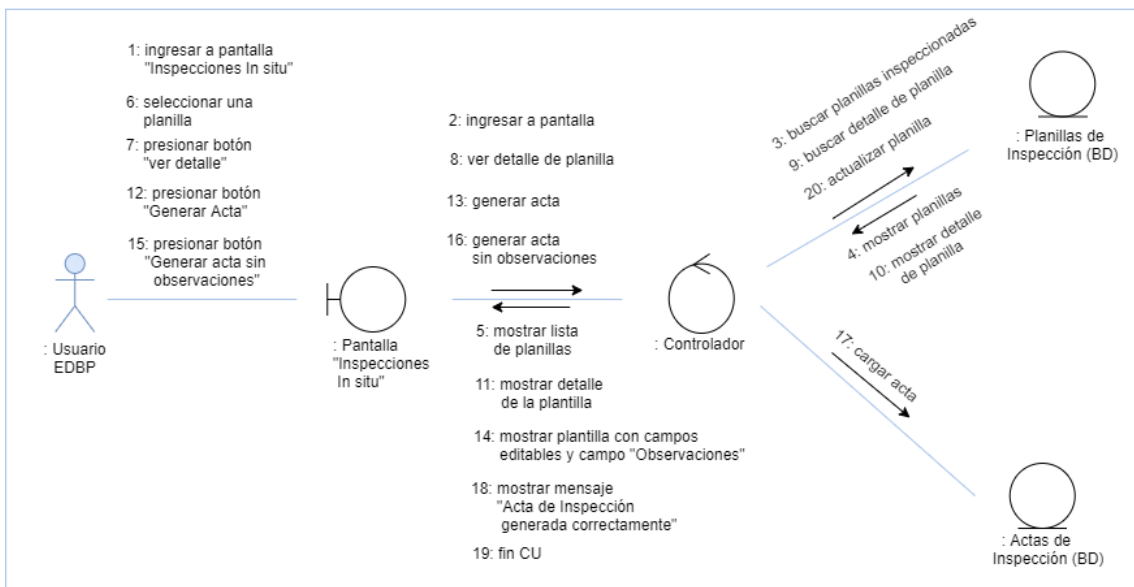 1: ingresar a pantalla
"Inspecciones In situ"
6: seleccionar una
planilla
7: presionar botón
"ver detalle"
12: presionar botón
"Generar Acta"
15: presionar botón
"Generar acta sin
observaciones"
: Usuario
EDBP
: Pantalla
"Inspecciones
In situ"
2: ingresar a pantalla
8: ver detalle de planilla
13: generar acta
16: generar acta
sin observaciones
5: mostrar lista
de planillas
11: mostrar detalle
de la plantilla
14: mostrar plantilla con campos
editables y campo "Observaciones"
18: mostrar mensaje
"Acta de Inspección
generada correctamente"
19: fin CU
: Controlador
3: buscar planillas inspeccionadas
9: buscar detalle de planilla
20: actualizar planilla
4: mostrar planillas
10: mostrar detalle
de planilla
: Planillas de
Inspección (BD)
17: cargar acta
: Actas de
Inspección (BD)